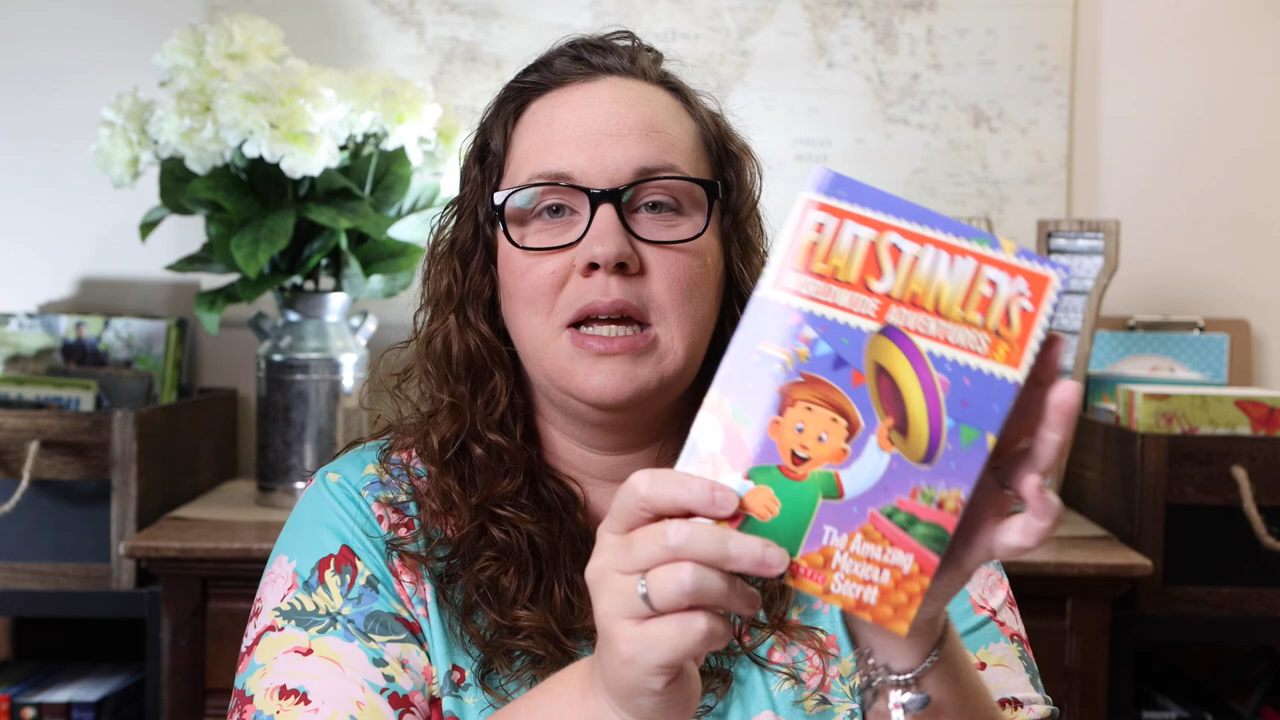 FLAT STANLEY'S
WORLDWIDE ADVENTURES
The Amazing
Mexican
Secret